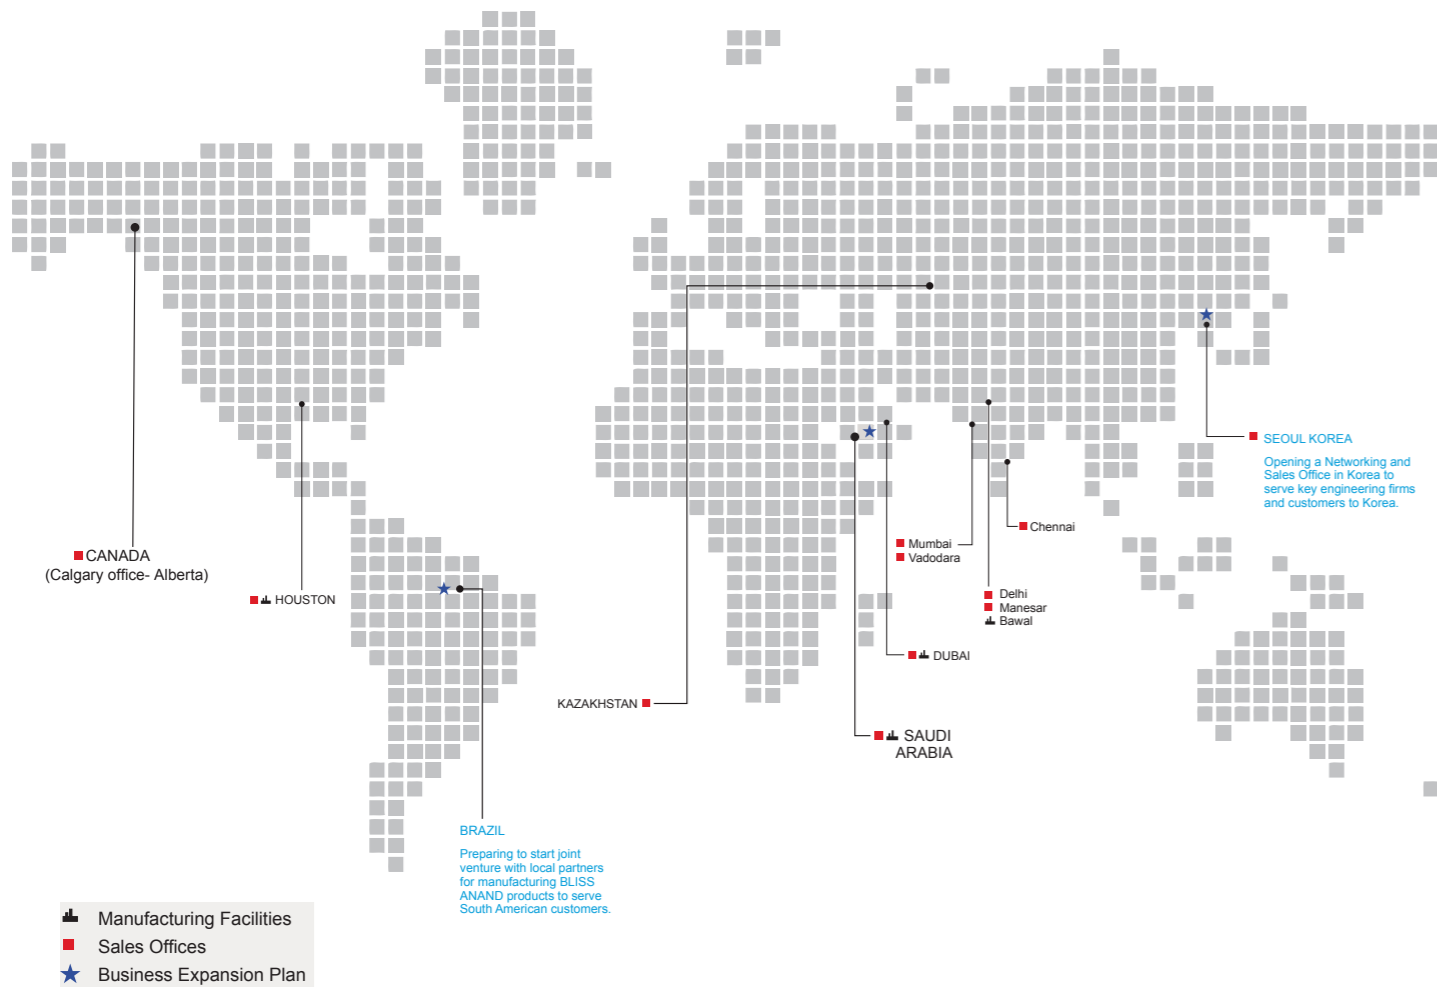 SEOUL KOREA
Opening a Networking and
Sales Office in Korea to
serve key engineering firms
and customers to Korea.
Chennai
Mumbai
Vadodara
CANADA
(Calgary office- Alberta)
HOUSTON
Delhi
Manesar
Bawal
DUBAI
KAZAKHSTAN
SAUDI
ARABIA
BRAZIL
Preparing to start joint
venture with local partners
for manufacturing BLISS
ANAND products to serve
South American customers.
Manufacturing Facilities
Sales Offices
Business Expansion Plan